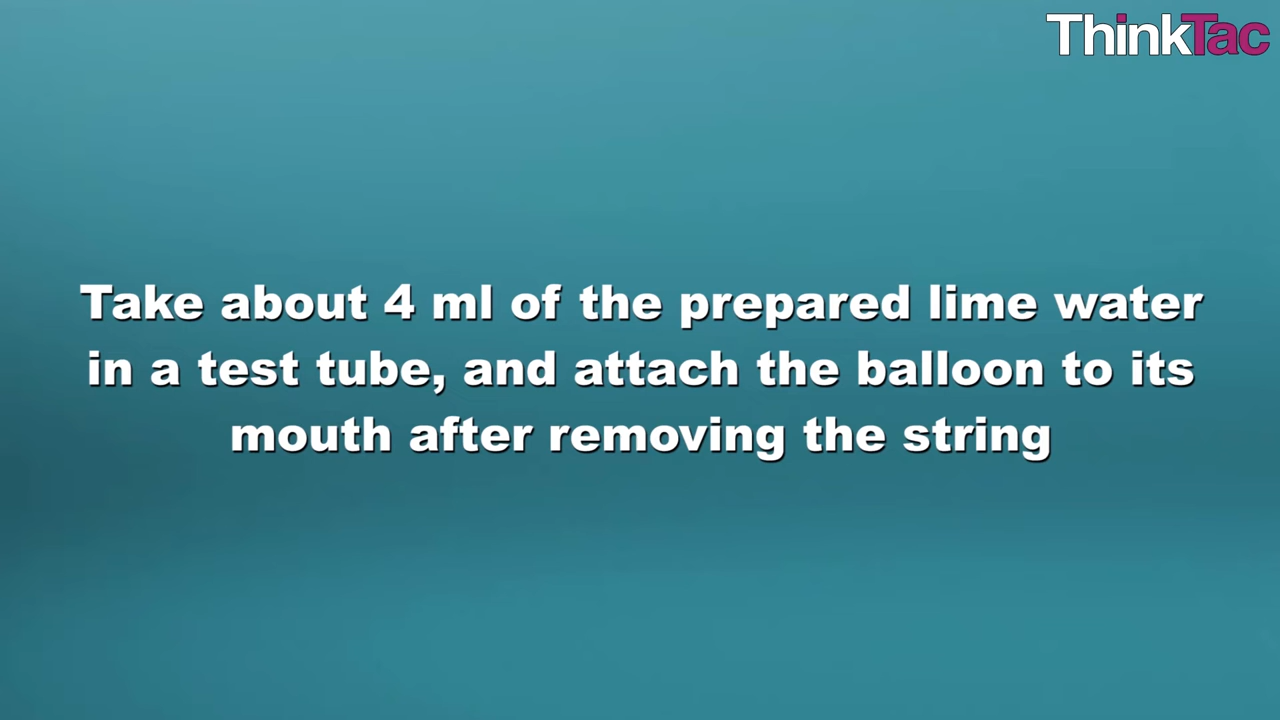 ThinkTac
Take about 4 ml of the prepared lime water
in a test tube, and attach the balloon to its
mouth after removing the string